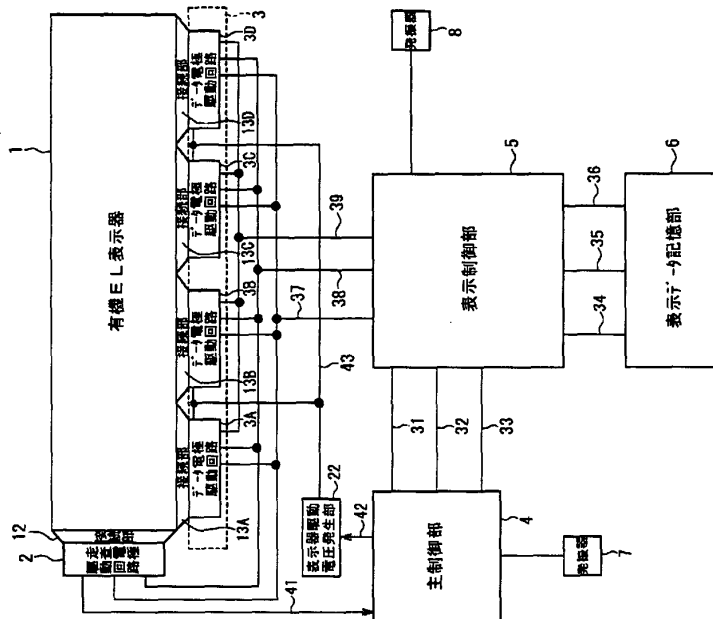 1
有機EL表示器
12
2
走査電極
駆動回路
接続部
13A
接続部
データ電極
駆動回路
3A
13B
接続部
データ電極
駆動回路
3B
13C
接続部
データ電極
駆動回路
3C
13D
接続部
データ電極
駆動回路
3D
3
41
22
表示器駆動
電圧発生部
42
43
37
38
39
主制御部
4
発振器
7
31
32
33
表示制御部
5
発振器
8
34
35
36
表示データ記憶部
6